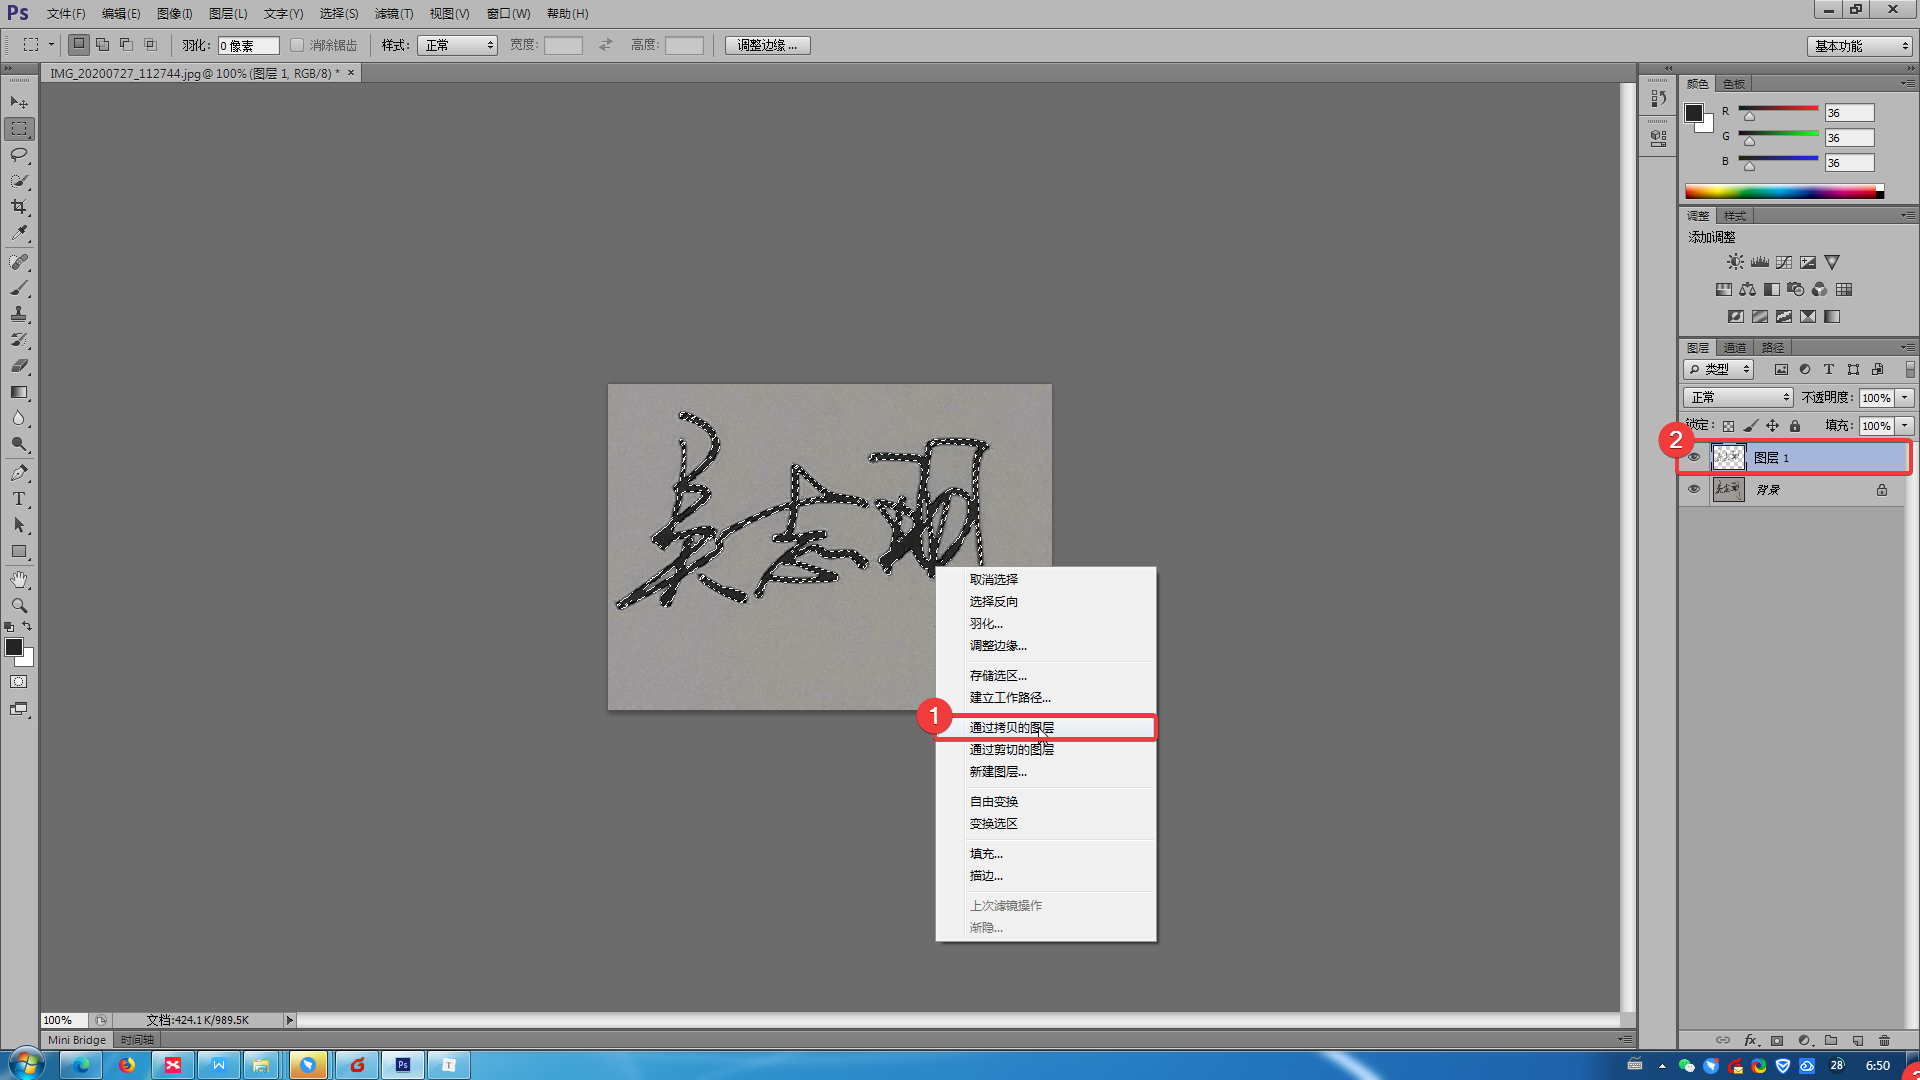 Ps 文件(F) 编辑(E) 图像(I) 图层(L) 文字(Y) 选择(S) 滤镜(T) 视图(V) 窗口(W) 帮助(H)
羽化: 0 像素 消除锯齿 样式: 正常 宽度: 高度: 调整边缘... 基本功能
IMG_20200727_112744.jpg @ 100% (图层 1, RGB/8) *
颜色 色板
R 36
G 36
B 36
调整 样式
添加调整
图层 通道 路径
类型
正常 不透明度: 100%
锁定: 填充: 100%
2
图层 1
背景
取消选择
选择反向
羽化...
调整边缘...
存储选区...
建立工作路径...
1
通过拷贝的图层
通过剪切的图层
新建图层...
自由变换
变换选区
填充...
描边...
上次滤镜操作
渐隐...
100% 文档:424.1K/989.5K
Mini Bridge 时间轴
28 6:50